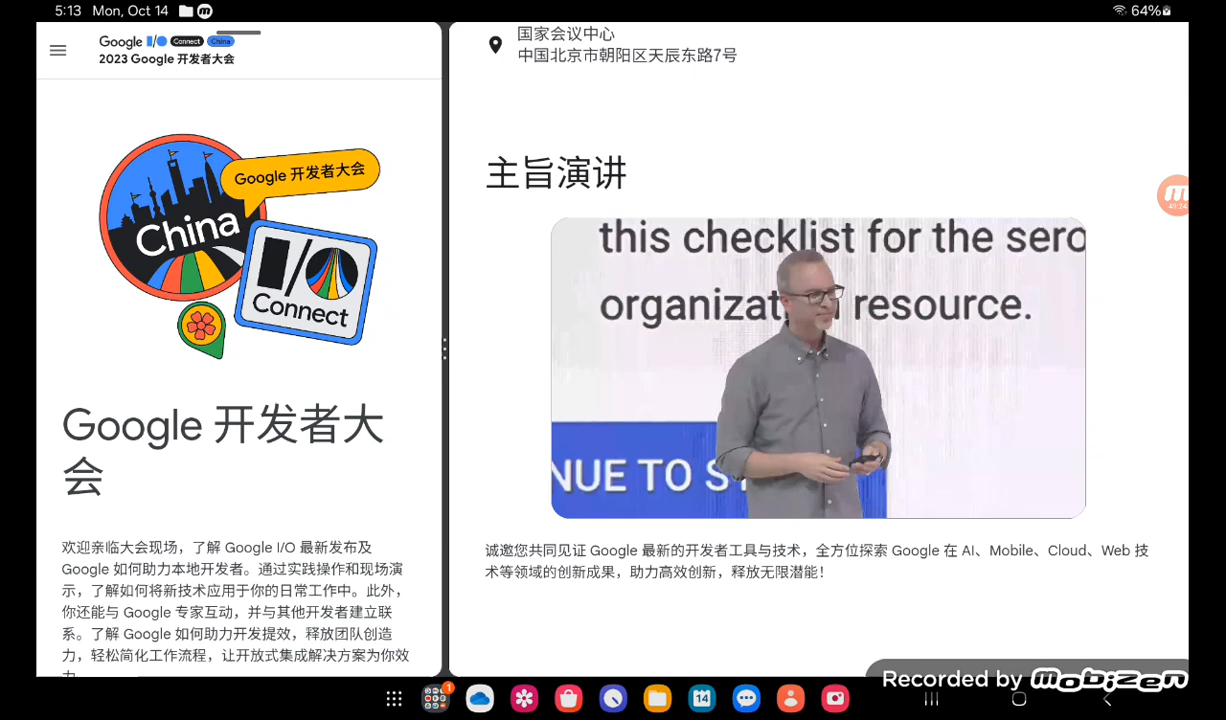 5:13 Mon, Oct 14
64%
Google I/O Connect China
2023 Google 开发者大会
Google 开发者大会
China
I/O
Connect
Google 开发者大
会
欢迎亲临大会现场，了解 Google I/O 最新发布及
Google 如何助力本地开发者。通过实践操作和现场演
示，了解如何将新技术应用于你的日常工作中。此外，
你还能与 Google 专家互动，并与其他开发者建立联
系。了解 Google 如何助力开发提效，释放团队创造
力，轻松简化工作流程，让开放式集成解决方案为你效
力
国家会议中心
中国北京市朝阳区天辰东路7号
主旨演讲
this checklist for the sero
organizat resource.
NUE TO ST
诚邀您共同见证 Google 最新的开发者工具与技术，全方位探索 Google 在 AI、Mobile、Cloud、Web 技
术等领域的创新成果，助力高效创新，释放无限潜能！
49:24
1
14
Recorded by mobizen